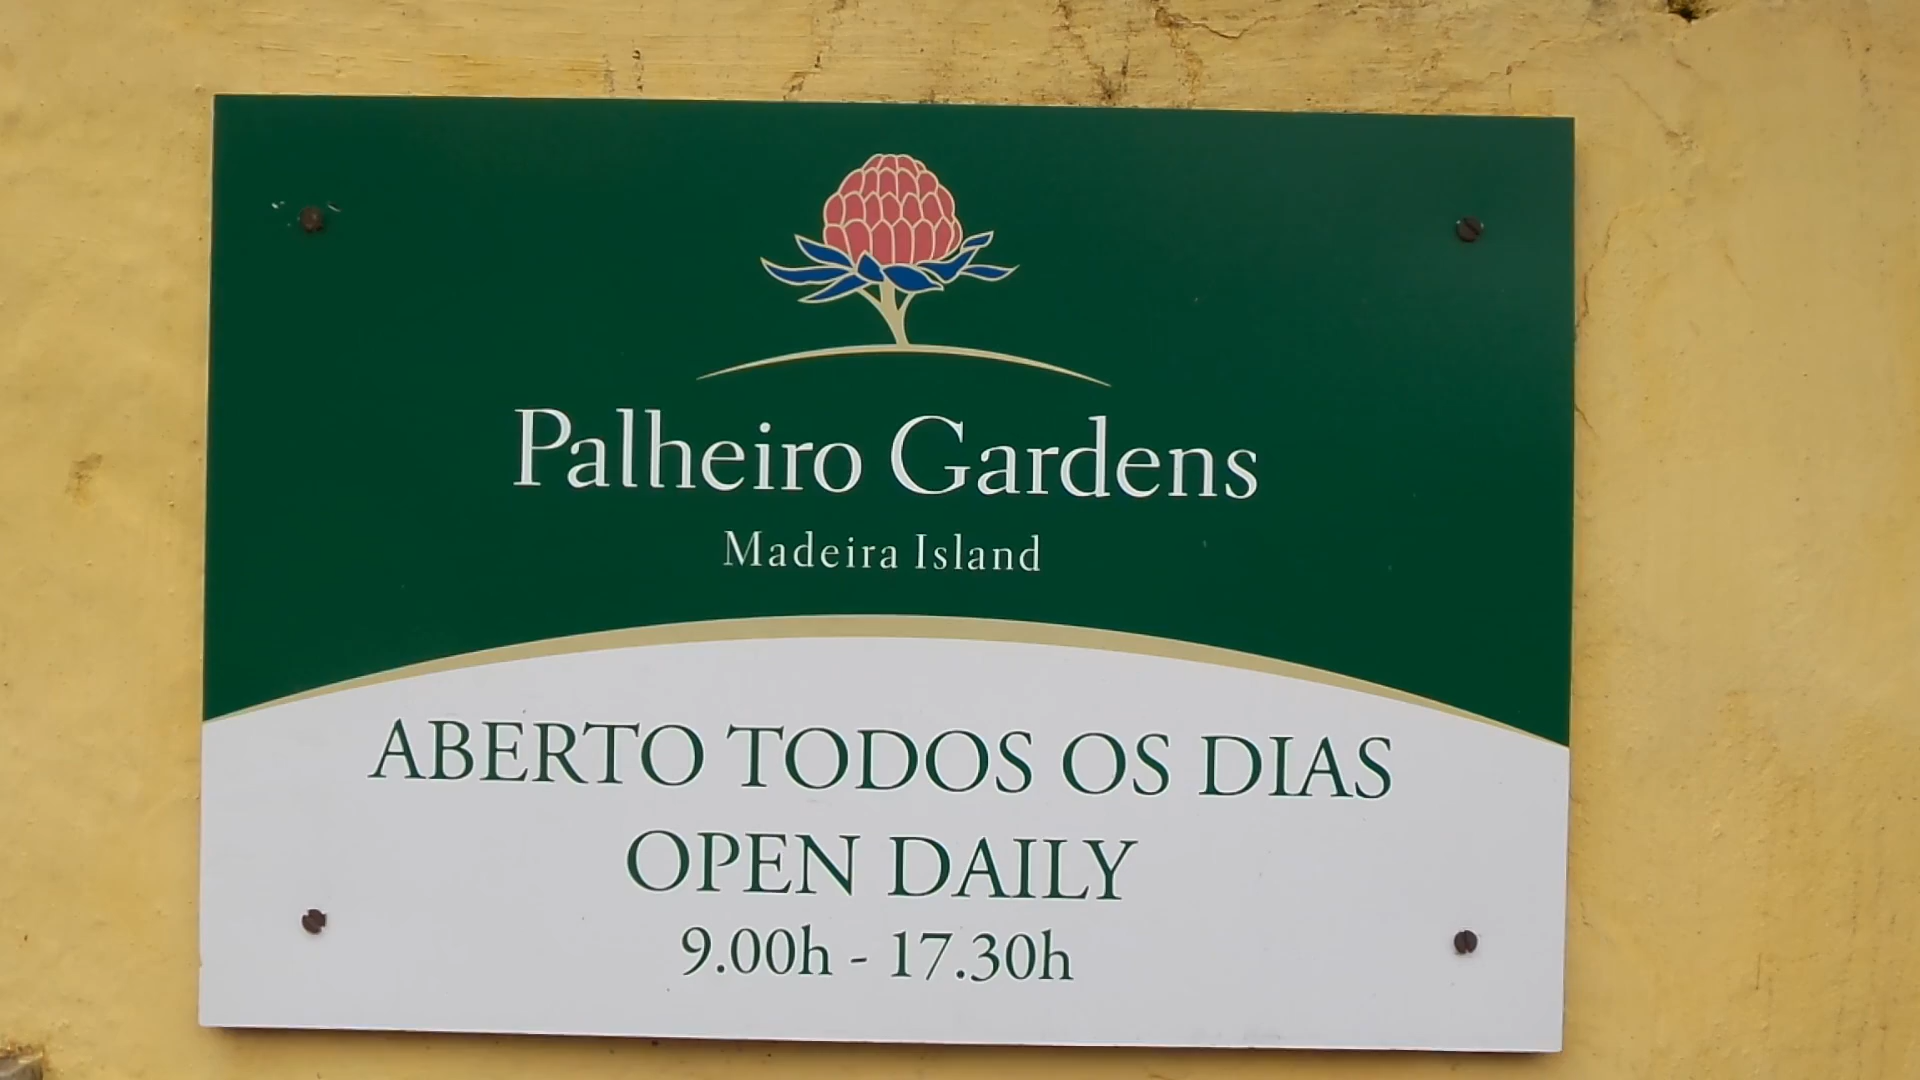 Palheiro Gardens
Madeira Island
ABERTO TODOS OS DIAS
OPEN DAILY
9.00h - 17.30h